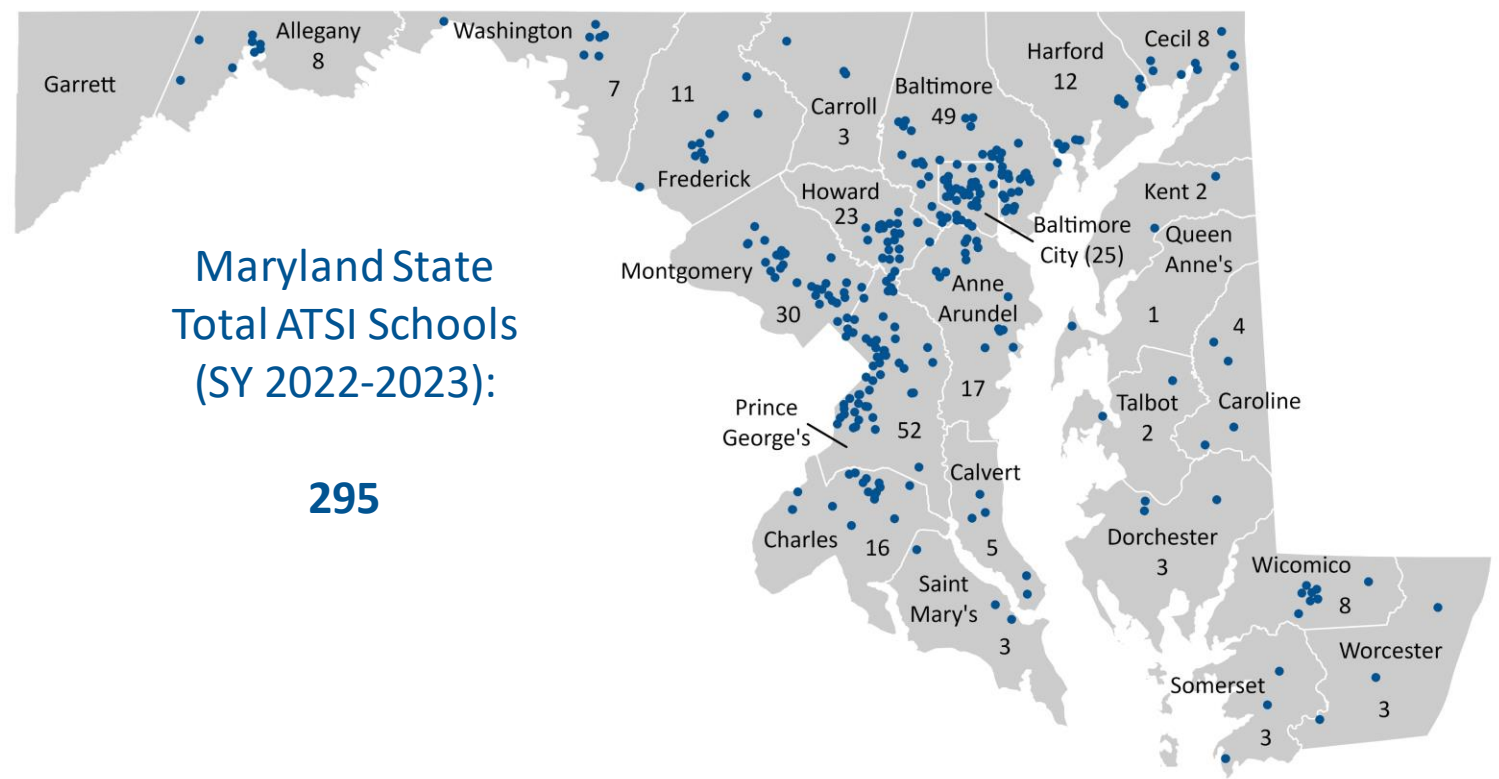 Garrett
Allegany
8
Washington
7
11
Frederick
Carroll
3
Baltimore
49
Harford
12
Cecil 8
Howard
23
Baltimore
City (25)
Kent 2
Queen
Anne's
1
Montgomery
30
Anne
Arundel
17
4
Caroline
Talbot
2
Maryland State
Total ATSI Schools
(SY 2022-2023):
295
Prince
George's
52
Calvert
5
Charles
16
Saint
Mary's
3
Dorchester
3
Wicomico
8
Worcester
3
Somerset
3